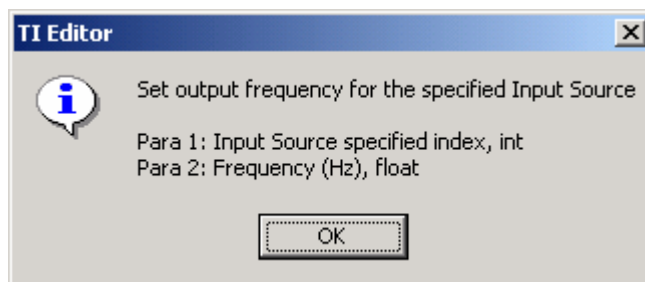 TI Editor
Set output frequency for the specified Input Source
Para 1: Input Source specified index, int
Para 2: Frequency (Hz), float
OK